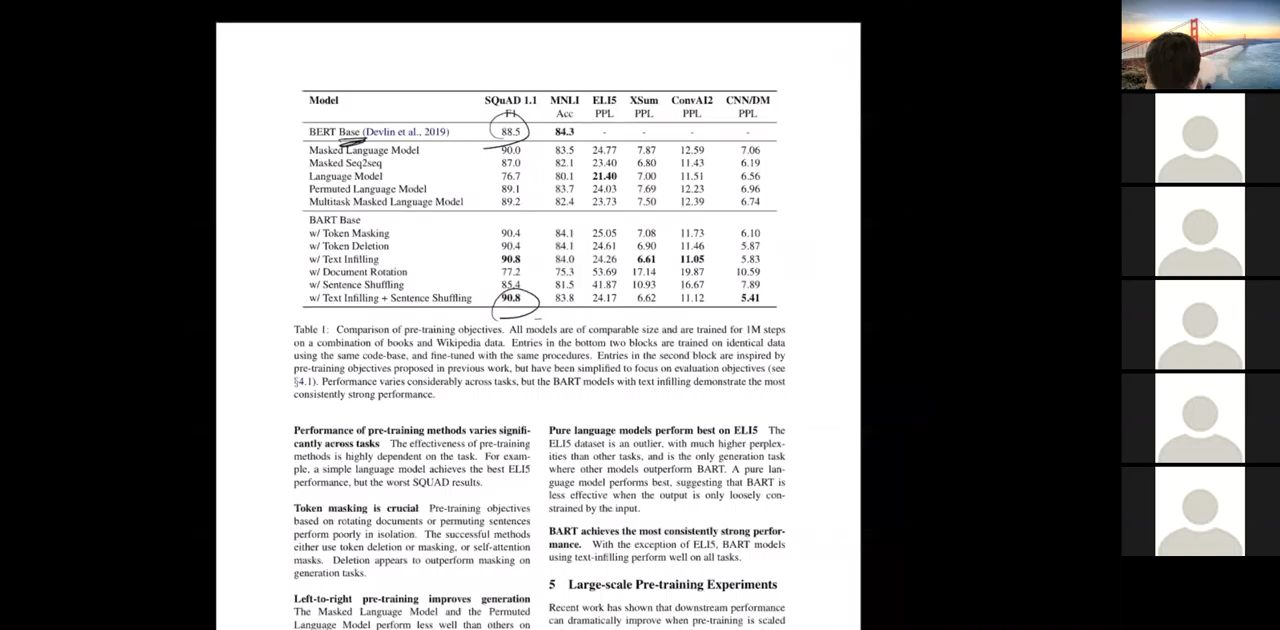 Model SQuAD 1.1 MNLI ELI5 XSum ConvAI2 CNN/DM
F1 Acc PPL PPL PPL PPL
BERT Base (Devlin et al., 2019) 88.5 84.3 - - - -
Masked Language Model 90.0 83.5 24.77 7.87 12.59 7.06
Masked Seq2seq 87.0 82.1 23.40 6.80 11.43 6.19
Language Model 76.7 80.1 21.40 7.00 11.51 6.56
Permuted Language Model 89.1 83.7 24.03 7.69 12.23 6.96
Multitask Masked Language Model 89.2 82.4 23.73 7.50 12.39 6.74
BART Base
w/ Token Masking 90.4 84.1 25.05 7.08 11.73 6.10
w/ Token Deletion 90.4 84.1 24.61 6.90 11.46 5.87
w/ Text Infilling 90.8 84.0 24.26 6.61 11.05 5.83
w/ Document Rotation 77.2 75.3 53.69 17.14 19.87 10.59
w/ Sentence Shuffling 85.4 81.5 41.87 10.93 16.67 7.89
w/ Text Infilling + Sentence Shuffling 90.8 83.8 24.17 6.62 11.12 5.41
Table 1: Comparison of pre-training objectives. All models are of comparable size and are trained for 1M steps
on a combination of books and Wikipedia data. Entries in the bottom two blocks are trained on identical data
using the same code-base, and fine-tuned with the same procedures. Entries in the second block are inspired by
pre-training objectives proposed in previous work, but have been simplified to focus on evaluation objectives (see
§4.1). Performance varies considerably across tasks, but the BART models with text infilling demonstrate the most
consistently strong performance.
Performance of pre-training methods varies signifi-
cantly across tasks The effectiveness of pre-training
methods is highly dependent on the task. For exam-
ple, a simple language model achieves the best ELI5
performance, but the worst SQUAD results.
Token masking is crucial Pre-training objectives
based on rotating documents or permuting sentences
perform poorly in isolation. The successful methods
either use token deletion or masking, or self-attention
masks. Deletion appears to outperform masking on
generation tasks.
Left-to-right pre-training improves generation
The Masked Language Model and the Permuted
Language Model perform less well than others on
Pure language models perform best on ELI5 The
ELI5 dataset is an outlier, with much higher perplex-
ities than other tasks, and is the only generation task
where other models outperform BART. A pure lan-
guage model performs best, suggesting that BART is
less effective when the output is only loosely con-
strained by the input.
BART achieves the most consistently strong perfor-
mance. With the exception of ELI5, BART models
using text-infilling perform well on all tasks.
5 Large-scale Pre-training Experiments
Recent work has shown that downstream performance
can dramatically improve when pre-training is scaled